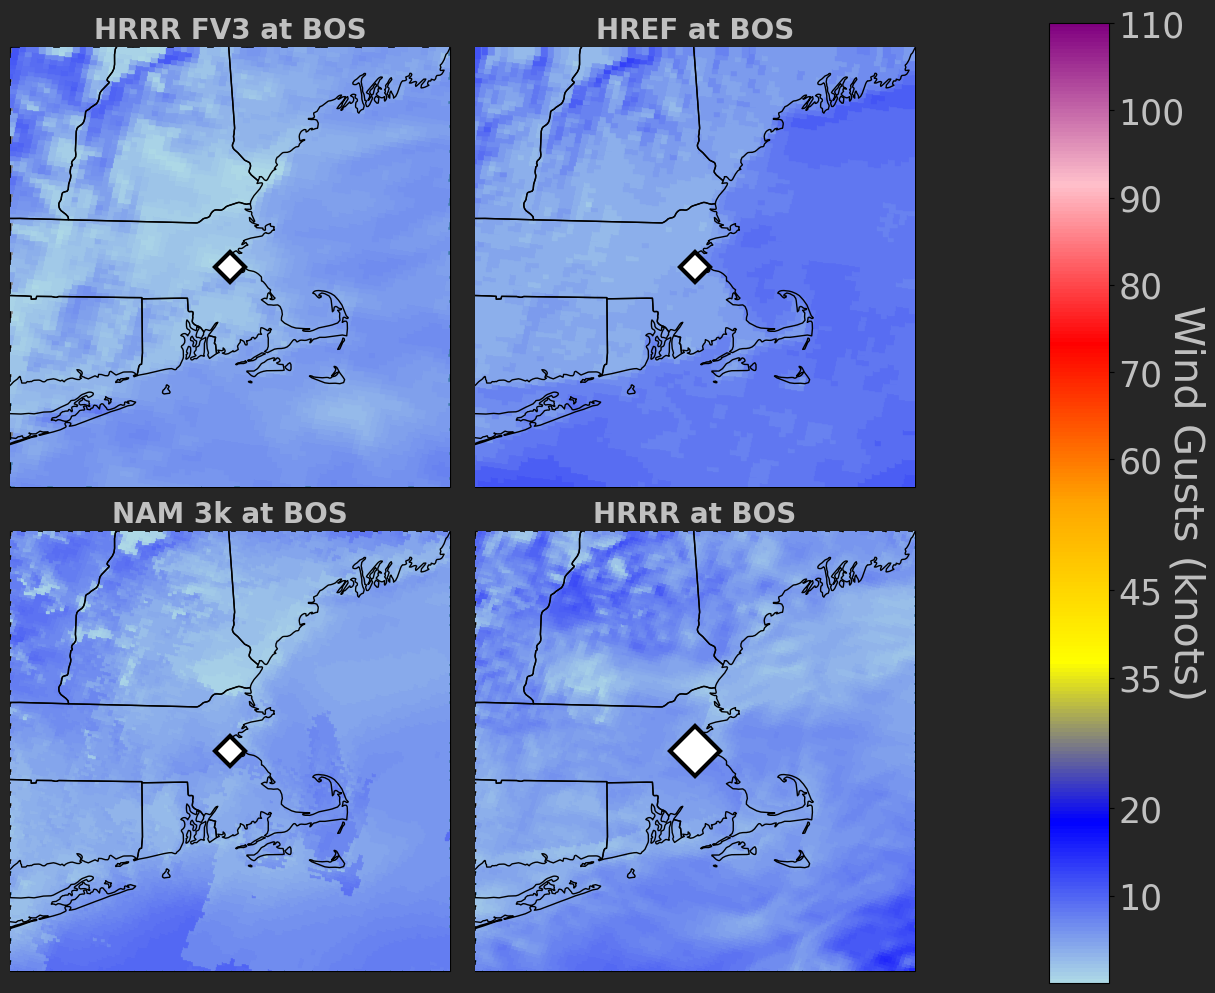 HRRR FV3 at BOS
HREF at BOS
NAM 3k at BOS
HRRR at BOS
110
100
90
80
70
60
45
35
20
10
Wind Gusts (knots)